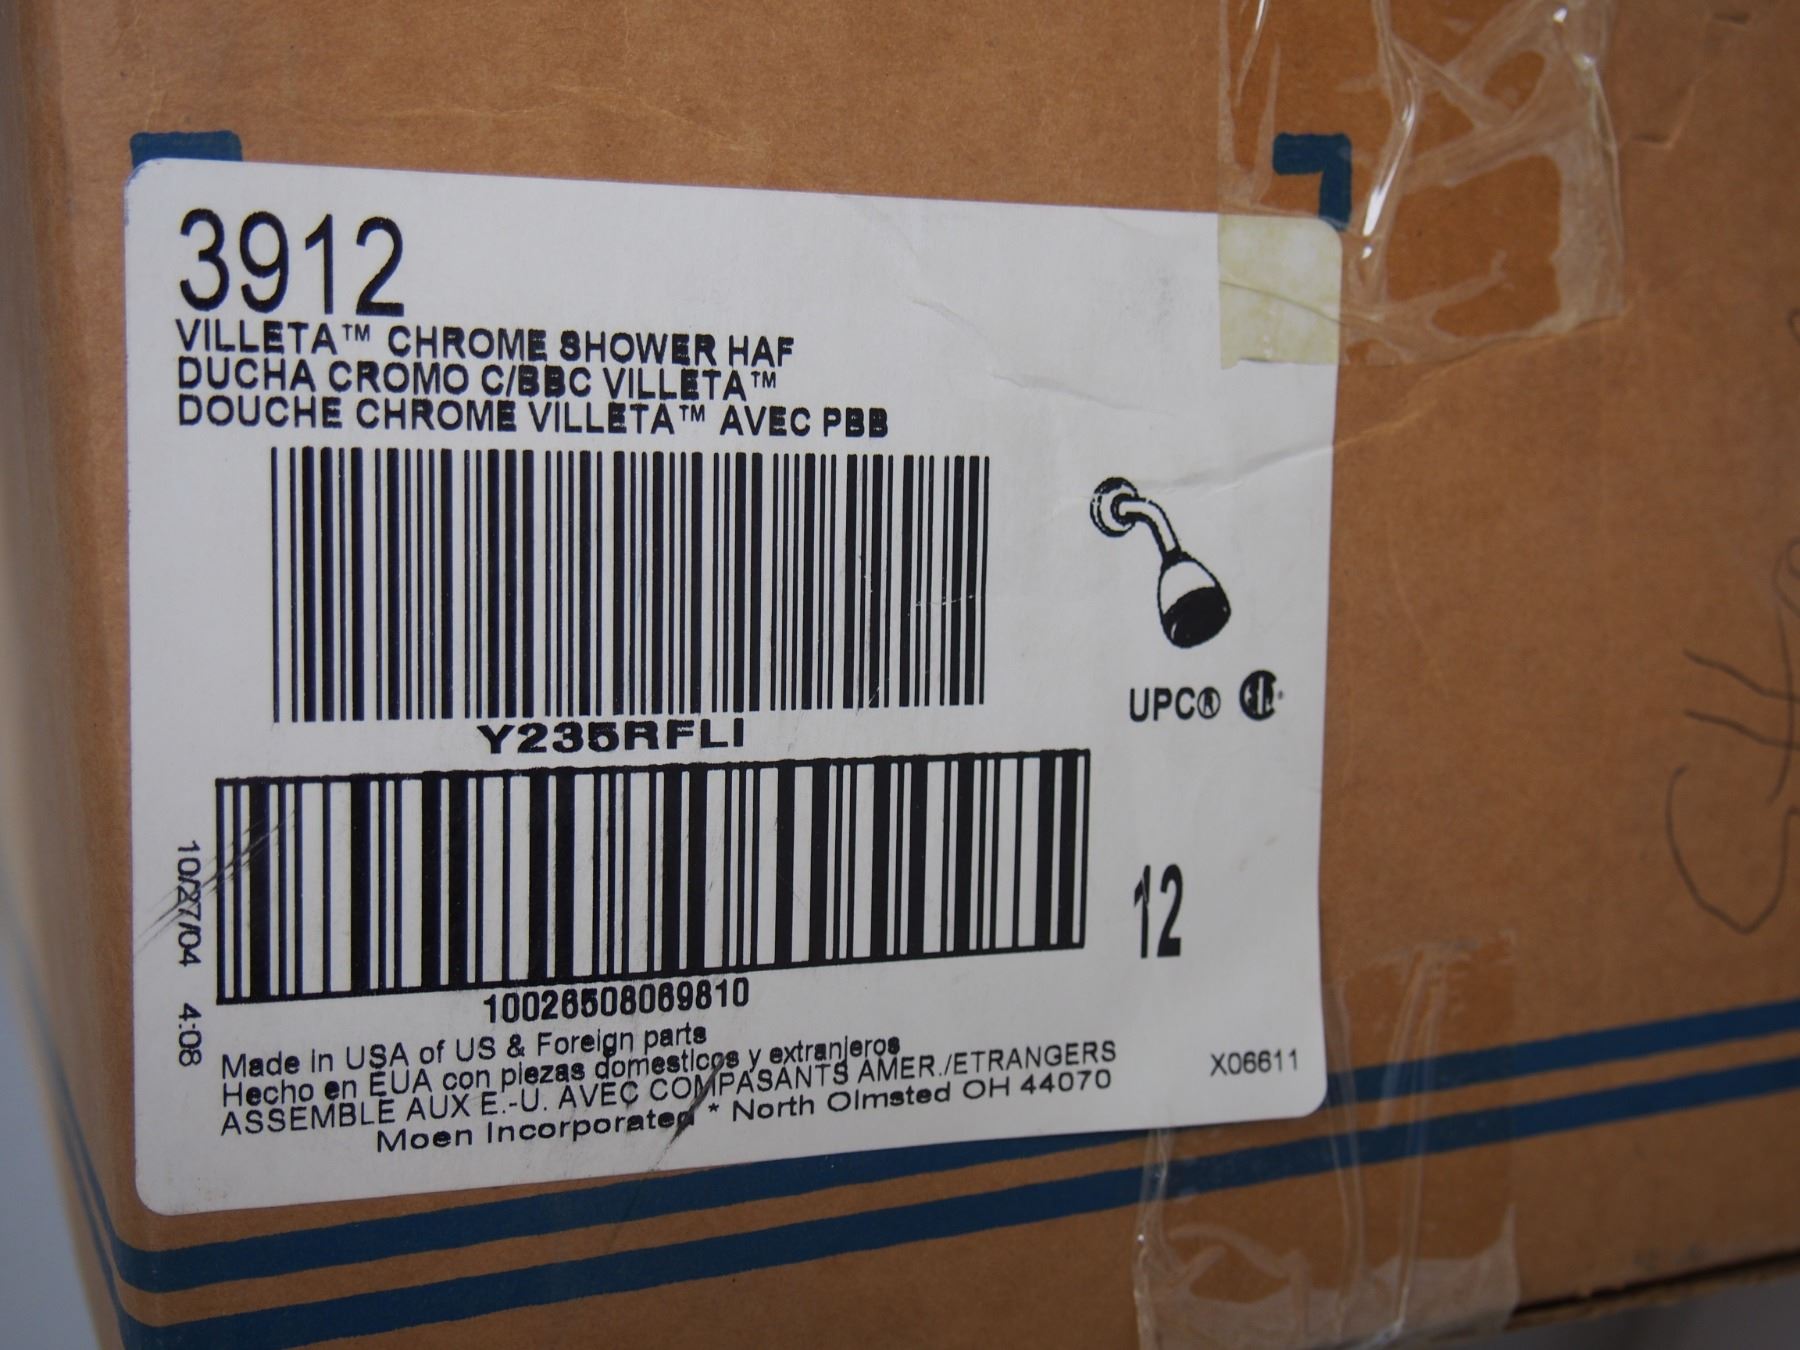 3912
VILLETA™ CHROME SHOWER HAF
DUCHA CROMO C/BBC VILLETA™
DOUCHE CHROME VILLETA™ AVEC PBB
UPC®
Y235RFLI
10/27/04 4:08
12
10026508069810
Made in USA of US & Foreign parts
Hecho en EUA con piezas domesticos y extranjeros
ASSEMBLE AUX E.-U. AVEC COMPASANTS AMER./ETRANGERS
Moen Incorporated * North Olmsted OH 44070
X06611